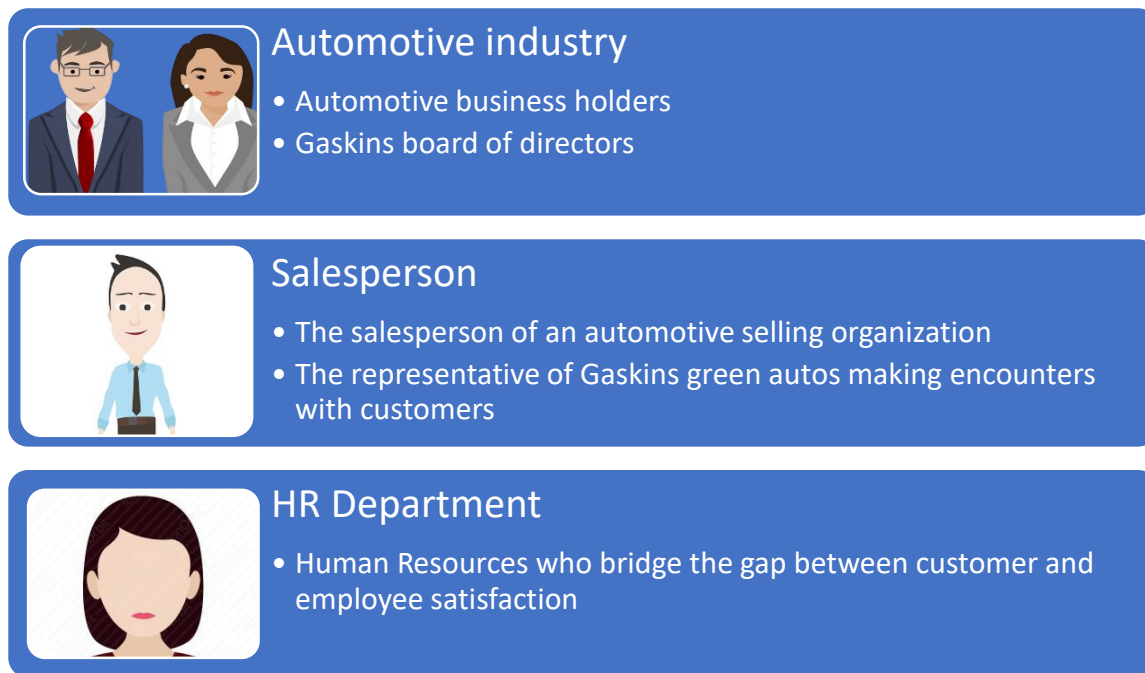 Automotive industry
• Automotive business holders
• Gaskins board of directors
Salesperson
• The salesperson of an automotive selling organization
• The representative of Gaskins green autos making encounters
with customers
HR Department
• Human Resources who bridge the gap between customer and
employee satisfaction